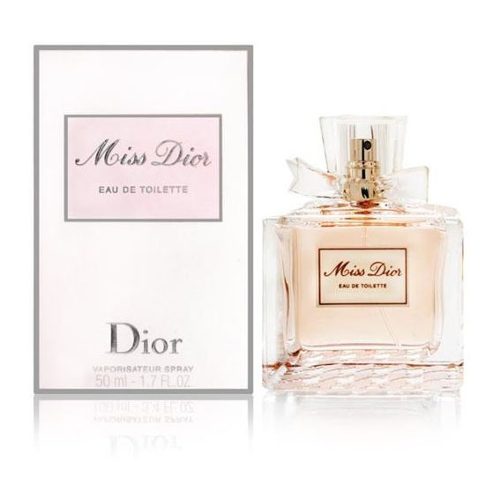 Miss Dior
EAU DE TOILETTE
Dior
VAPORISATEUR SPRAY
50 ml - 1.7 FL.OZ.
Miss Dior
EAU DE TOILETTE